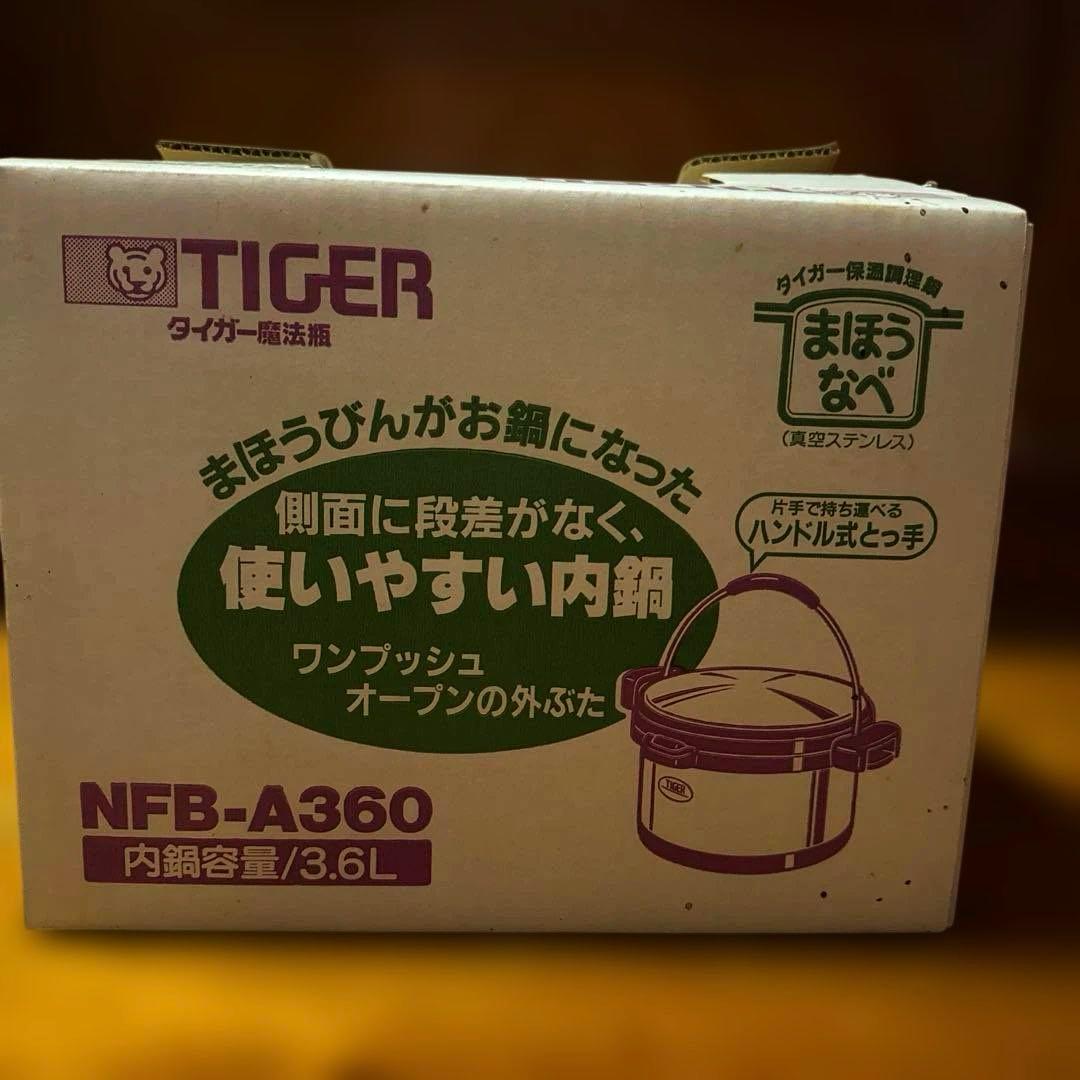 TIGER
タイガー魔法瓶
タイガー保温調理鍋
まほう
なべ
(真空ステンレス)
まほうびんがお鍋になった
側面に段差がなく、
使いやすい内鍋
ワンプッシュ
オープンの外ぶた
片手で持ち運べる
ハンドル式とっ手
TIGER
NFB-A360
内鍋容量/3.6L